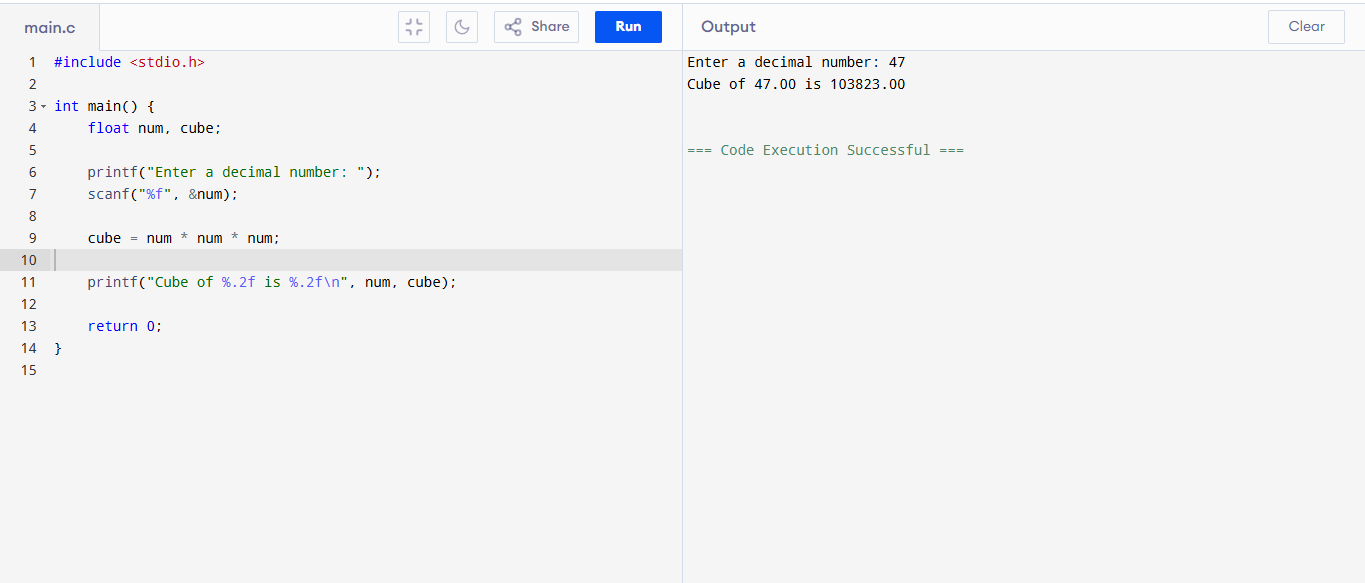 main.c
Share
Run
Output
Clear
1 #include <stdio.h>
2
3 int main() {
4     float num, cube;
5
6     printf("Enter a decimal number: ");
7     scanf("%f", &num);
8
9     cube = num * num * num;
10
11     printf("Cube of %.2f is %.2f\n", num, cube);
12
13     return 0;
14 }
15
Enter a decimal number: 47
Cube of 47.00 is 103823.00
=== Code Execution Successful ===